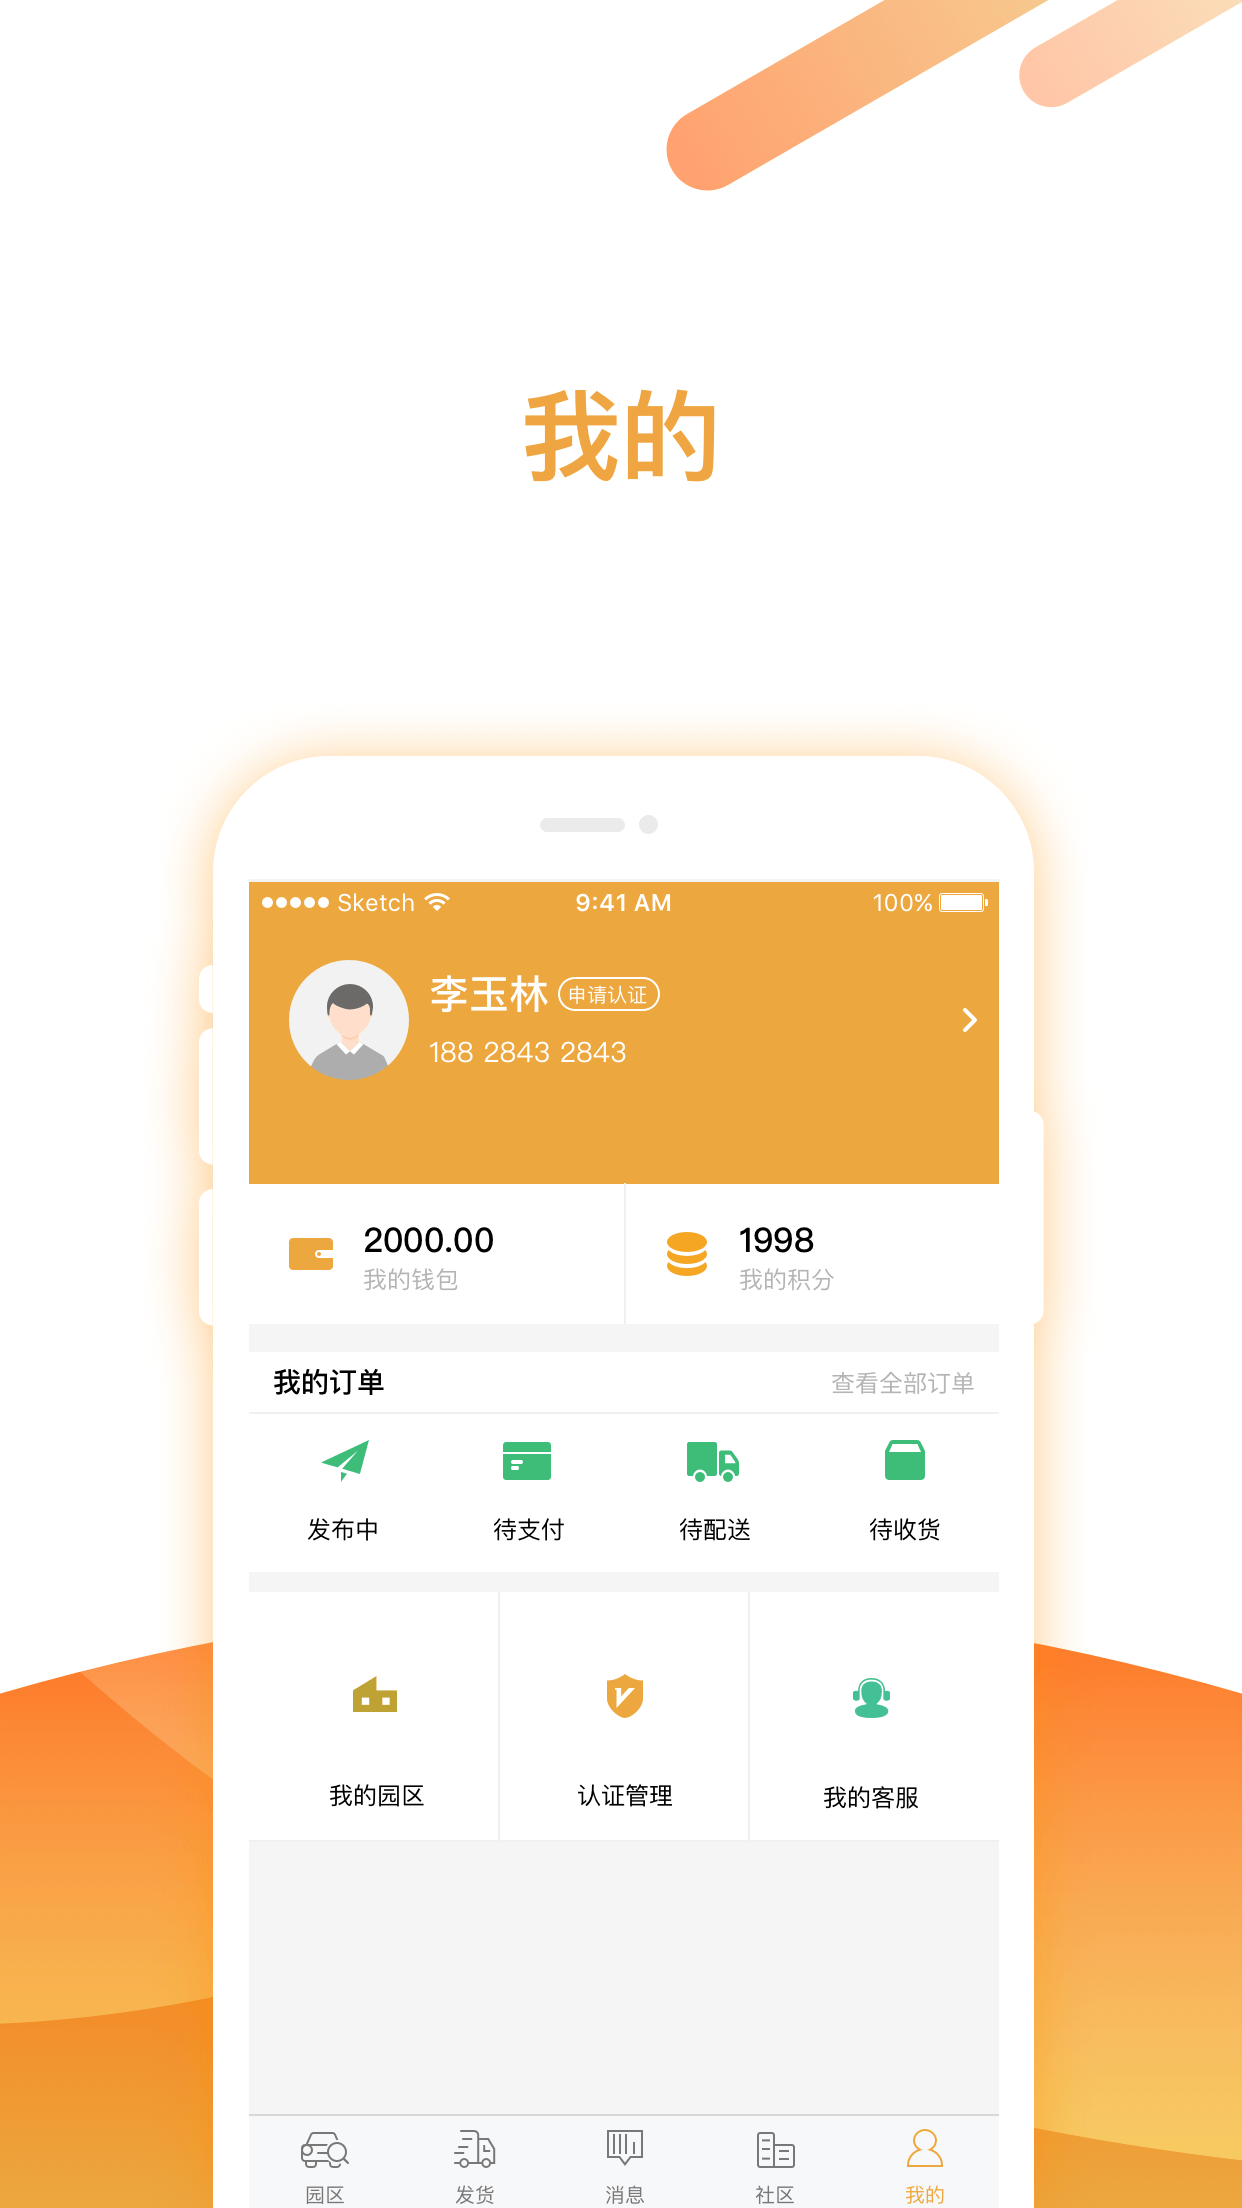 我的
Sketch 9:41 AM 100%
李玉林 申请认证
188 2843 2843
2000.00 1998
我的钱包 我的积分
我的订单 查看全部订单
发布中 待支付 待配送 待收货
我的园区 认证管理 我的客服
园区 发货 消息 社区 我的